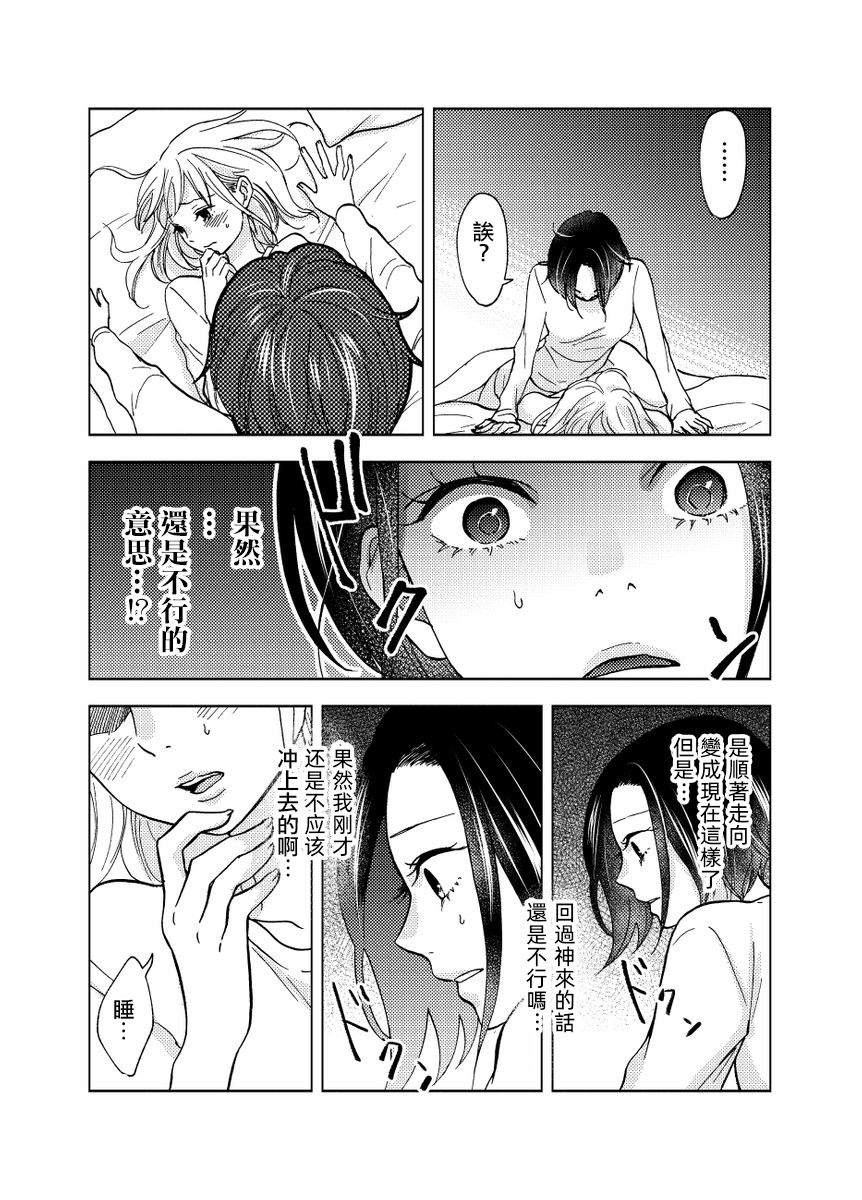 ……
誒？
果然
…
還是不行的
意思…⁉
ドクン
是順著走向
變成現在這樣了
但是…
ドクン
回過神來的話
還是不行嗎…
果然我刚才
还是不应该
冲上去的啊…
ドクン
睡…